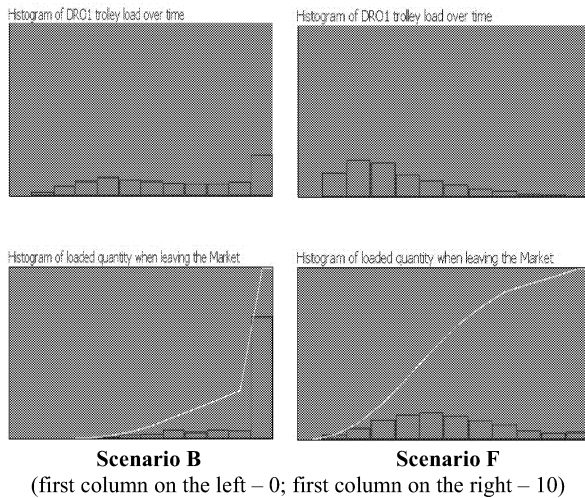 Histogram of DRO1 trolley load over time
Histogram of DRO1 trolley load over time
Histogram of loaded quantity when leaving the Market
Histogram of loaded quantity when leaving the Market
Scenario B
Scenario F
(first column on the left – 0; first column on the right – 10)